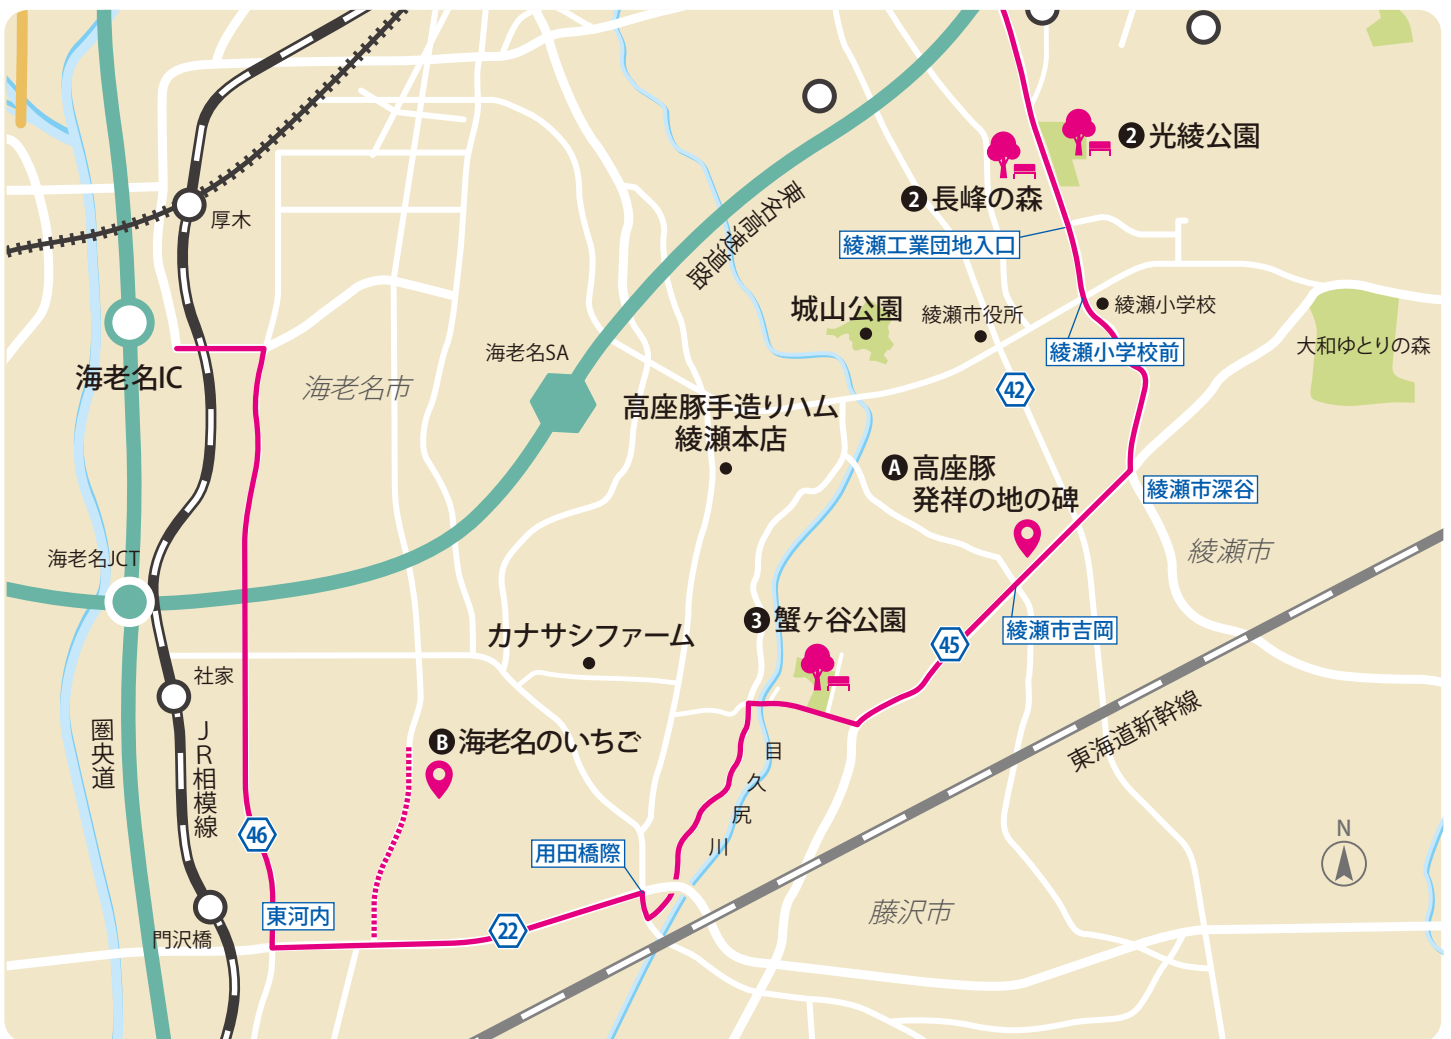 ❷光綾公園
❷長峰の森
厚木
東名高速道路
綾瀬工業団地入口
城山公園
綾瀬市役所
綾瀬小学校
海老名IC
海老名市
海老名SA
綾瀬小学校前
大和ゆとりの森
42
高座豚手造りハム
綾瀬本店
🅐高座豚
発祥の地の碑
綾瀬市深谷
海老名JCT
綾瀬市
❸蟹ヶ谷公園
カナサシファーム
45
綾瀬市吉岡
社家
圏央道
JR相模線
🅑海老名のいちご
東海道新幹線
目久尻川
46
用田橋際
N
東河内
22
藤沢市
門沢橋